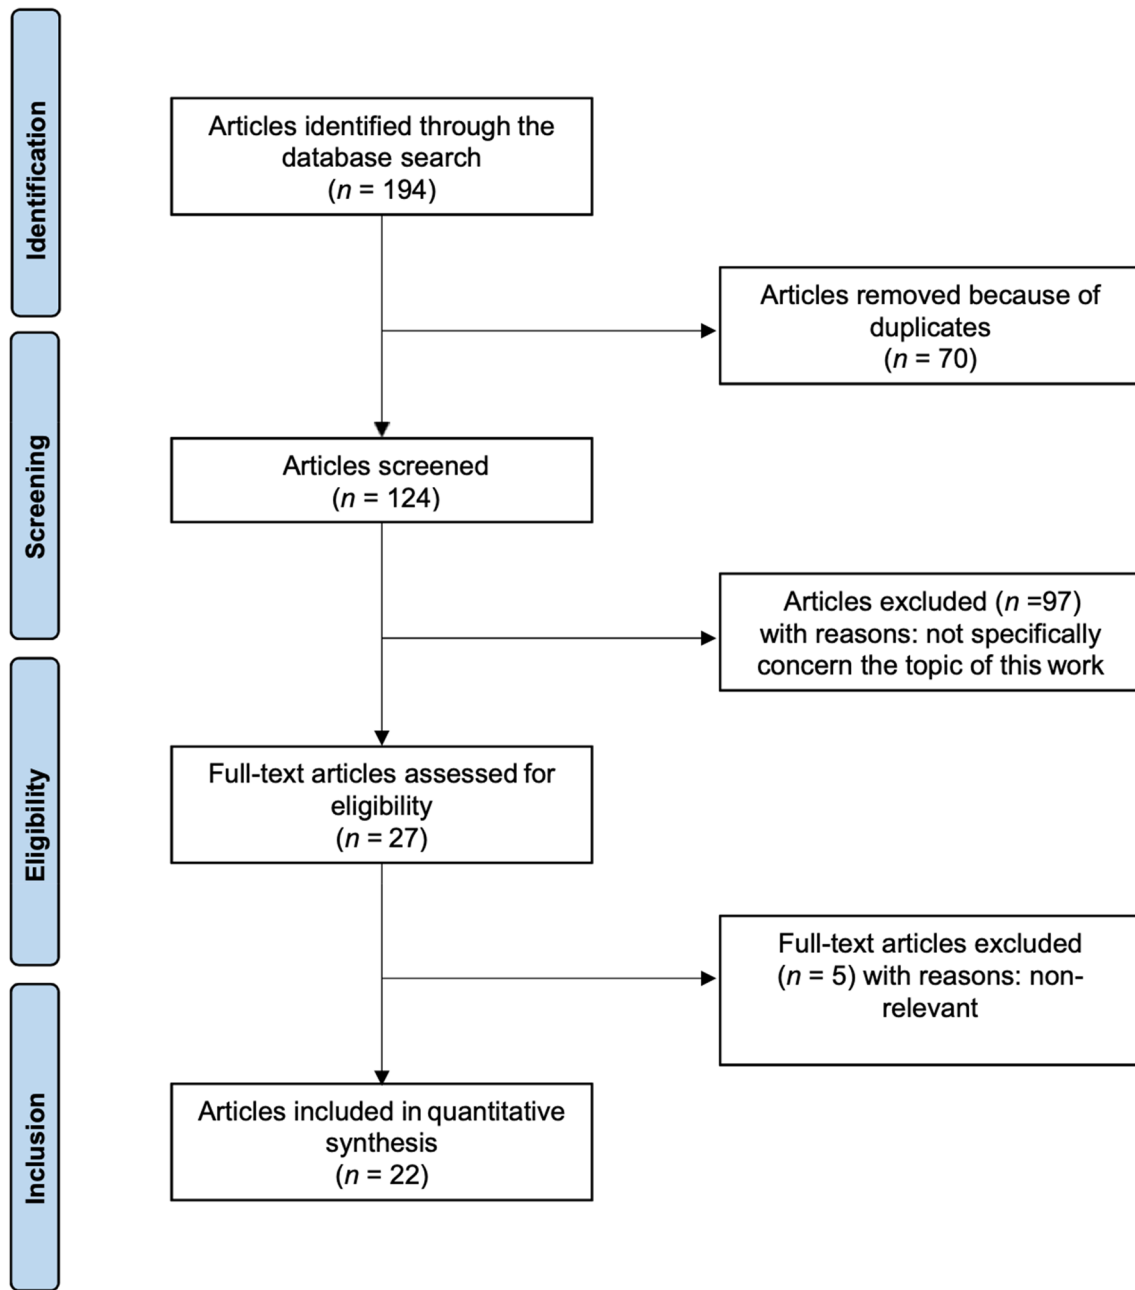 Identification
Articles identified through the
database search
(n = 194)
Articles removed because of
duplicates
(n = 70)
Screening
Articles screened
(n = 124)
Articles excluded (n =97)
with reasons: not specifically
concern the topic of this work
Eligibility
Full-text articles assessed for
eligibility
(n = 27)
Full-text articles excluded
(n = 5) with reasons: non-
relevant
Inclusion
Articles included in quantitative
synthesis
(n = 22)